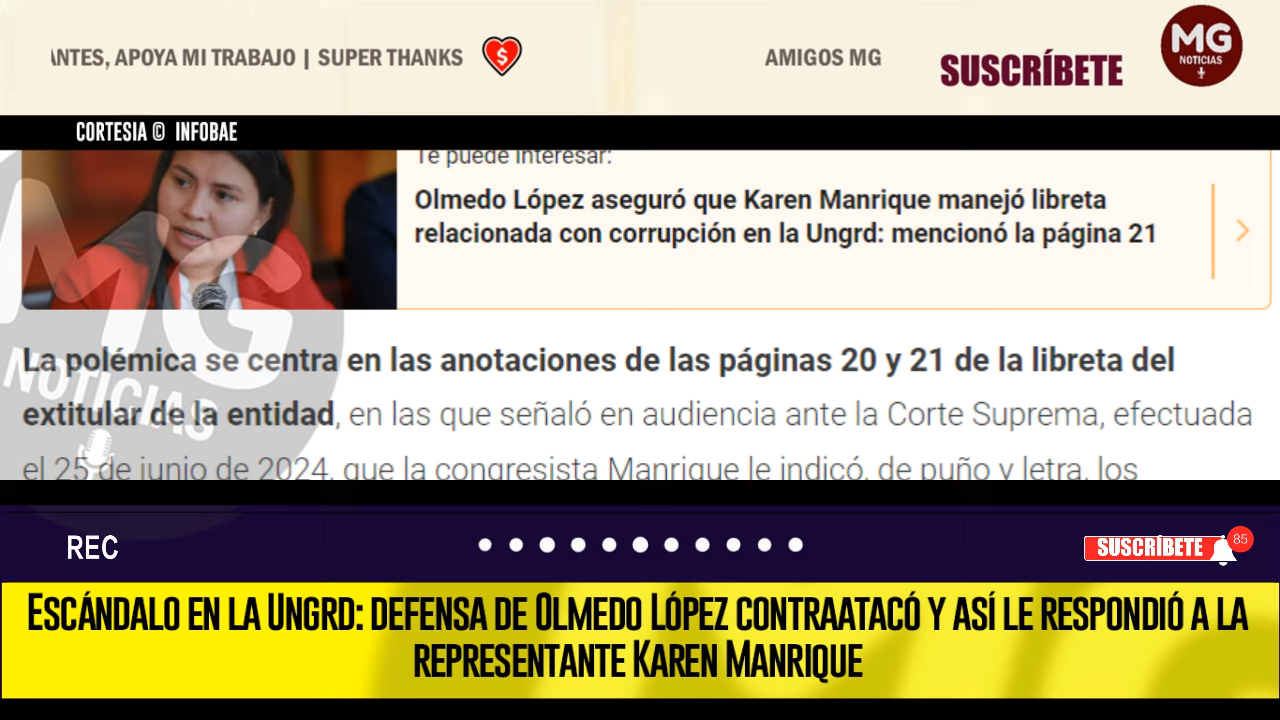 ANTES, APOYA MI TRABAJO | SUPER THANKS
AMIGOS MG
SUSCRÍBETE
MG
NOTICIAS
CORTESIA © INFOBAE
Te puede interesar:
Olmedo López aseguró que Karen Manrique manejó libreta
relacionada con corrupción en la Ungrd: mencionó la página 21
MG
NOTICIAS
La polémica se centra en las anotaciones de las páginas 20 y 21 de la libreta del
extitular de la entidad, en las que señaló en audiencia ante la Corte Suprema, efectuada
el 25 de junio de 2024, que la congresista Manrique le indicó, de puño y letra, los
REC
SUSCRÍBETE
85
ESCÁNDALO EN LA UNGRD: DEFENSA DE OLMEDO LÓPEZ CONTRAATACÓ Y ASÍ LE RESPONDIÓ A LA
REPRESENTANTE KAREN MANRIQUE